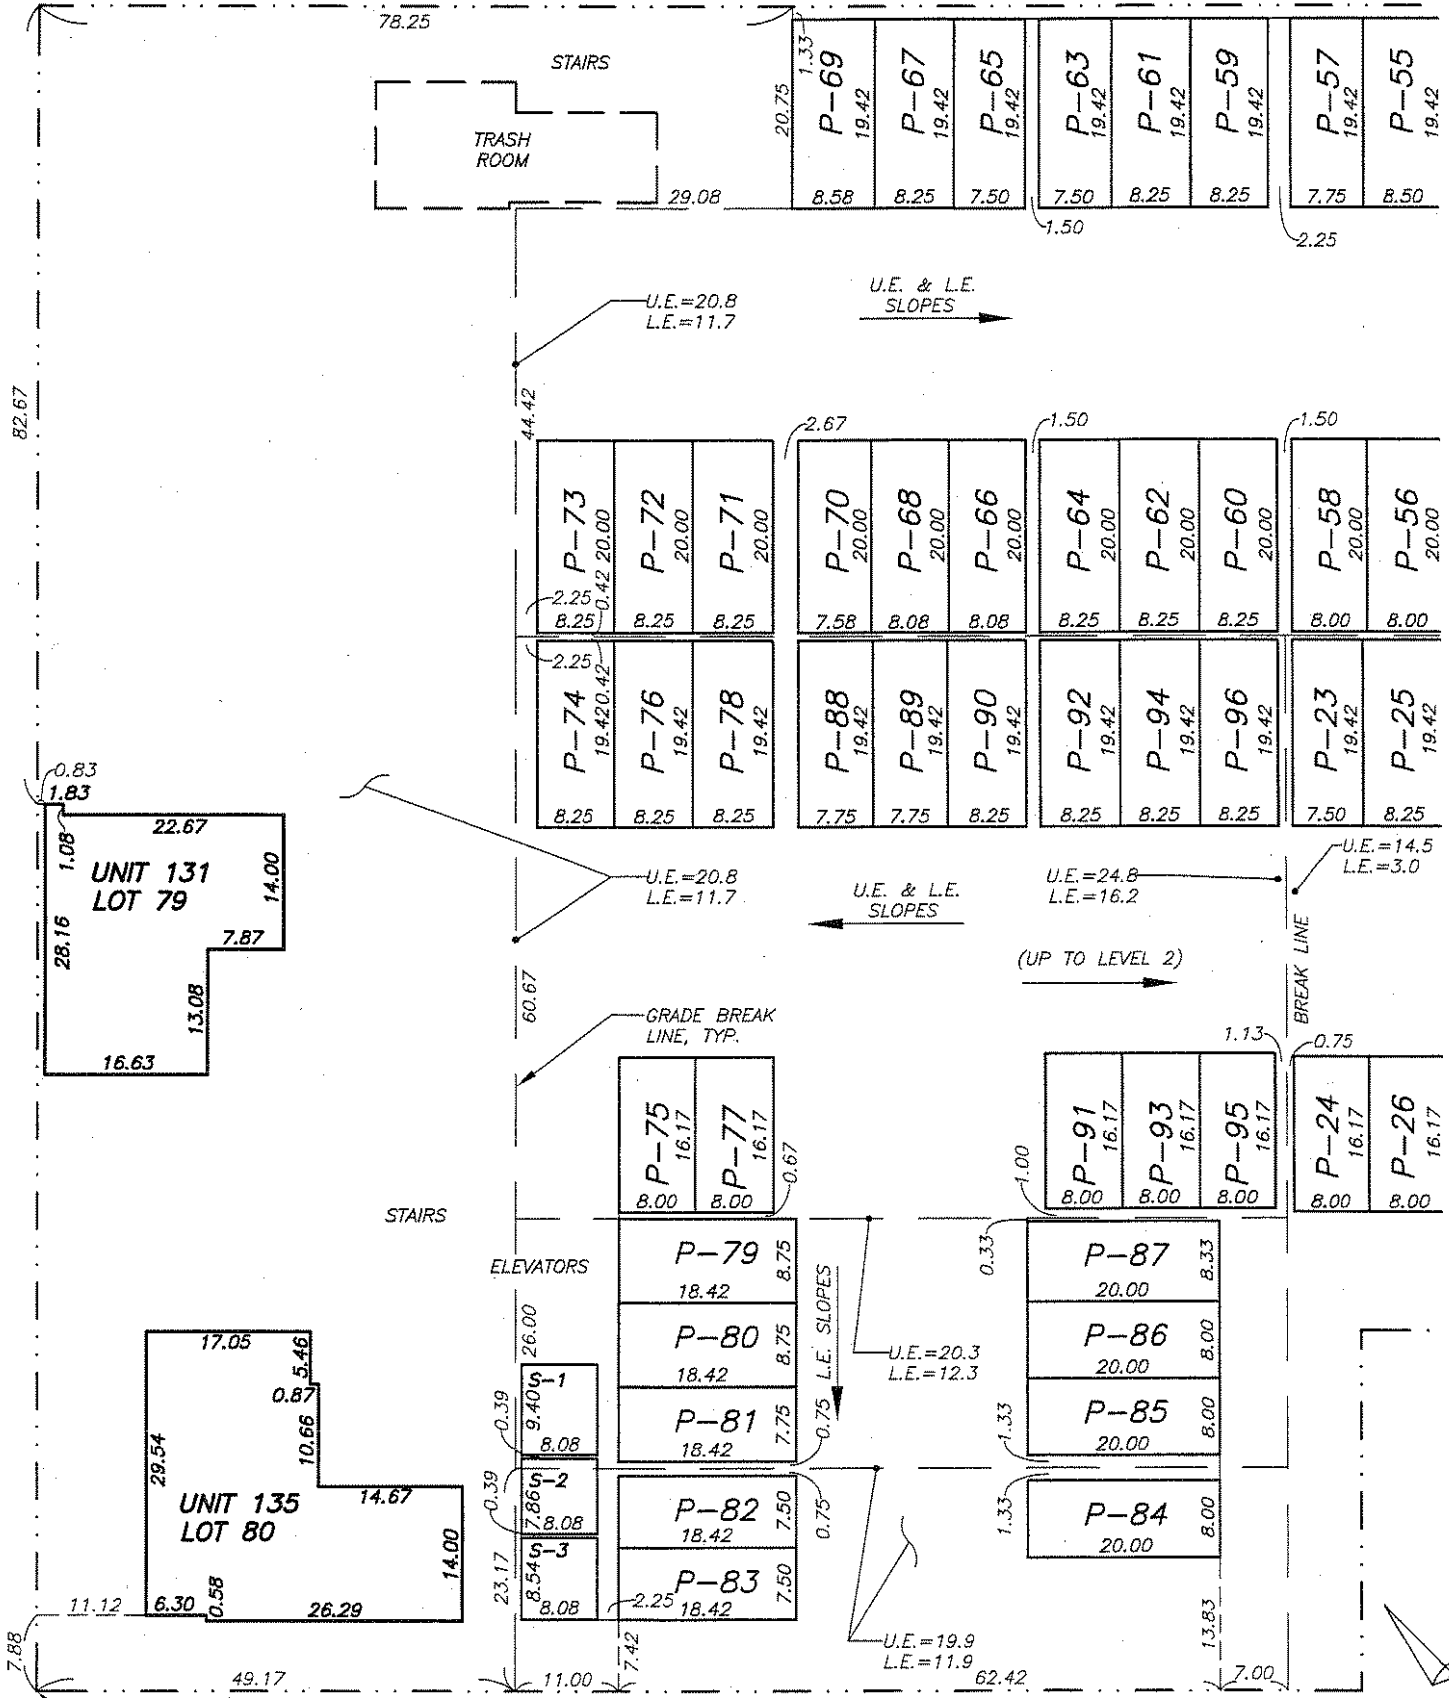 78.25
STAIRS
TRASH
ROOM
29.08
20.75
1.33
P-69
19.42
8.58
P-67
19.42
8.25
P-65
19.42
7.50
P-63
19.42
7.50
P-61
19.42
8.25
P-59
19.42
8.25
P-57
19.42
7.75
P-55
19.42
8.50
1.50
2.25
U.E.=20.8
L.E.=11.7
U.E. & L.E.
SLOPES
82.67
44.42
2.67
1.50
1.50
P-73
20.00
8.25
P-72
20.00
8.25
P-71
20.00
8.25
P-70
20.00
7.58
P-68
20.00
8.08
P-66
20.00
8.08
P-64
20.00
8.25
P-62
20.00
8.25
P-60
20.00
8.25
P-58
20.00
8.00
P-56
20.00
8.00
2.25
0.42
2.25
0.42
P-74
19.42
8.25
P-76
19.42
8.25
P-78
19.42
8.25
P-88
19.42
7.75
P-89
19.42
7.75
P-90
19.42
8.25
P-92
19.42
8.25
P-94
19.42
8.25
P-96
19.42
8.25
P-23
19.42
7.50
P-25
19.42
8.25
0.83
1.83
22.67
1.08
UNIT 131
LOT 79
14.00
28.16
7.87
13.08
16.63
U.E.=20.8
L.E.=11.7
U.E. & L.E.
SLOPES
U.E.=24.8
L.E.=16.2
U.E.=14.5
L.E.=3.0
(UP TO LEVEL 2)
BREAK LINE
60.67
GRADE BREAK
LINE, TYP.
1.13
0.75
P-75
16.17
8.00
P-77
16.17
8.00
0.67
P-91
16.17
8.00
P-93
16.17
8.00
P-95
16.17
8.00
P-24
16.17
8.00
P-26
16.17
8.00
1.00
0.33
STAIRS
ELEVATORS
P-79
18.42
8.75
P-80
18.42
8.75
P-81
18.42
7.75
0.75
L.E. SLOPES
P-87
20.00
8.33
P-86
20.00
8.00
P-85
20.00
8.00
1.33
U.E.=20.3
L.E.=12.3
26.00
S-1
9.40
8.08
0.39
S-2
7.86
8.08
0.39
S-3
8.54
8.08
23.17
P-82
18.42
7.50
P-83
18.42
7.50
0.75
P-84
20.00
8.00
1.33
17.05
5.46
0.87
10.66
29.54
14.67
UNIT 135
LOT 80
14.00
0.58
6.30
26.29
11.12
7.88
2.25
7.42
U.E.=19.9
L.E.=11.9
13.83
49.17
11.00
62.42
7.00